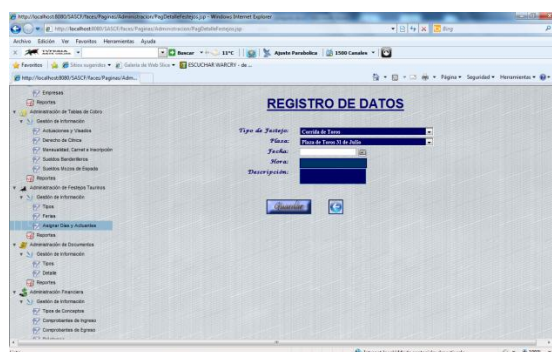 http://localhost:8080/SASCF/faces/Paginas/Administracion/PagDetalleFestejos.jsp - Windows Internet Explorer
http://localhost:8080/SASCF/faces/Paginas/Administracion/PagDetalleFestejos.jsp
Bing
Archivo Edición Ver Favoritos Herramientas Ayuda
Buscar
11°C
Ajuste Parabolica
1580 Canales
Favoritos
Sitios sugeridos
Galería de Web Slice
ESCUCHAR WARCRY - de ...
http://localhost:8080/SASCF/faces/Paginas/Adm...
Página Seguridad Herramientas
Empresas
Reportes
Administración de Tablas de Cobro
Gestión de Información
Actuaciones y Visados
Derecho de Clínica
Mensualidad, Carnet e Inscripción
Sueldos Banderilleros
Sueldos Mozos de Espada
Reportes
Administración de Festejos Taurinos
Gestión de Información
Tipos
Ferias
Asignar Días y Actuantes
Reportes
Administración de Documentos
Gestión de Información
Tipos
Detalle
Reportes
Administración Financiera
Gestión de Información
Tipos de Conceptos
Comprobantes de Ingreso
Comprobantes de Egreso
REGISTRO DE DATOS
Tipo de Festejo:
Corrida de Toros
Plaza:
Plaza de Toros 31 de Julio
Fecha:
Hora:
Descripción:
Guardar